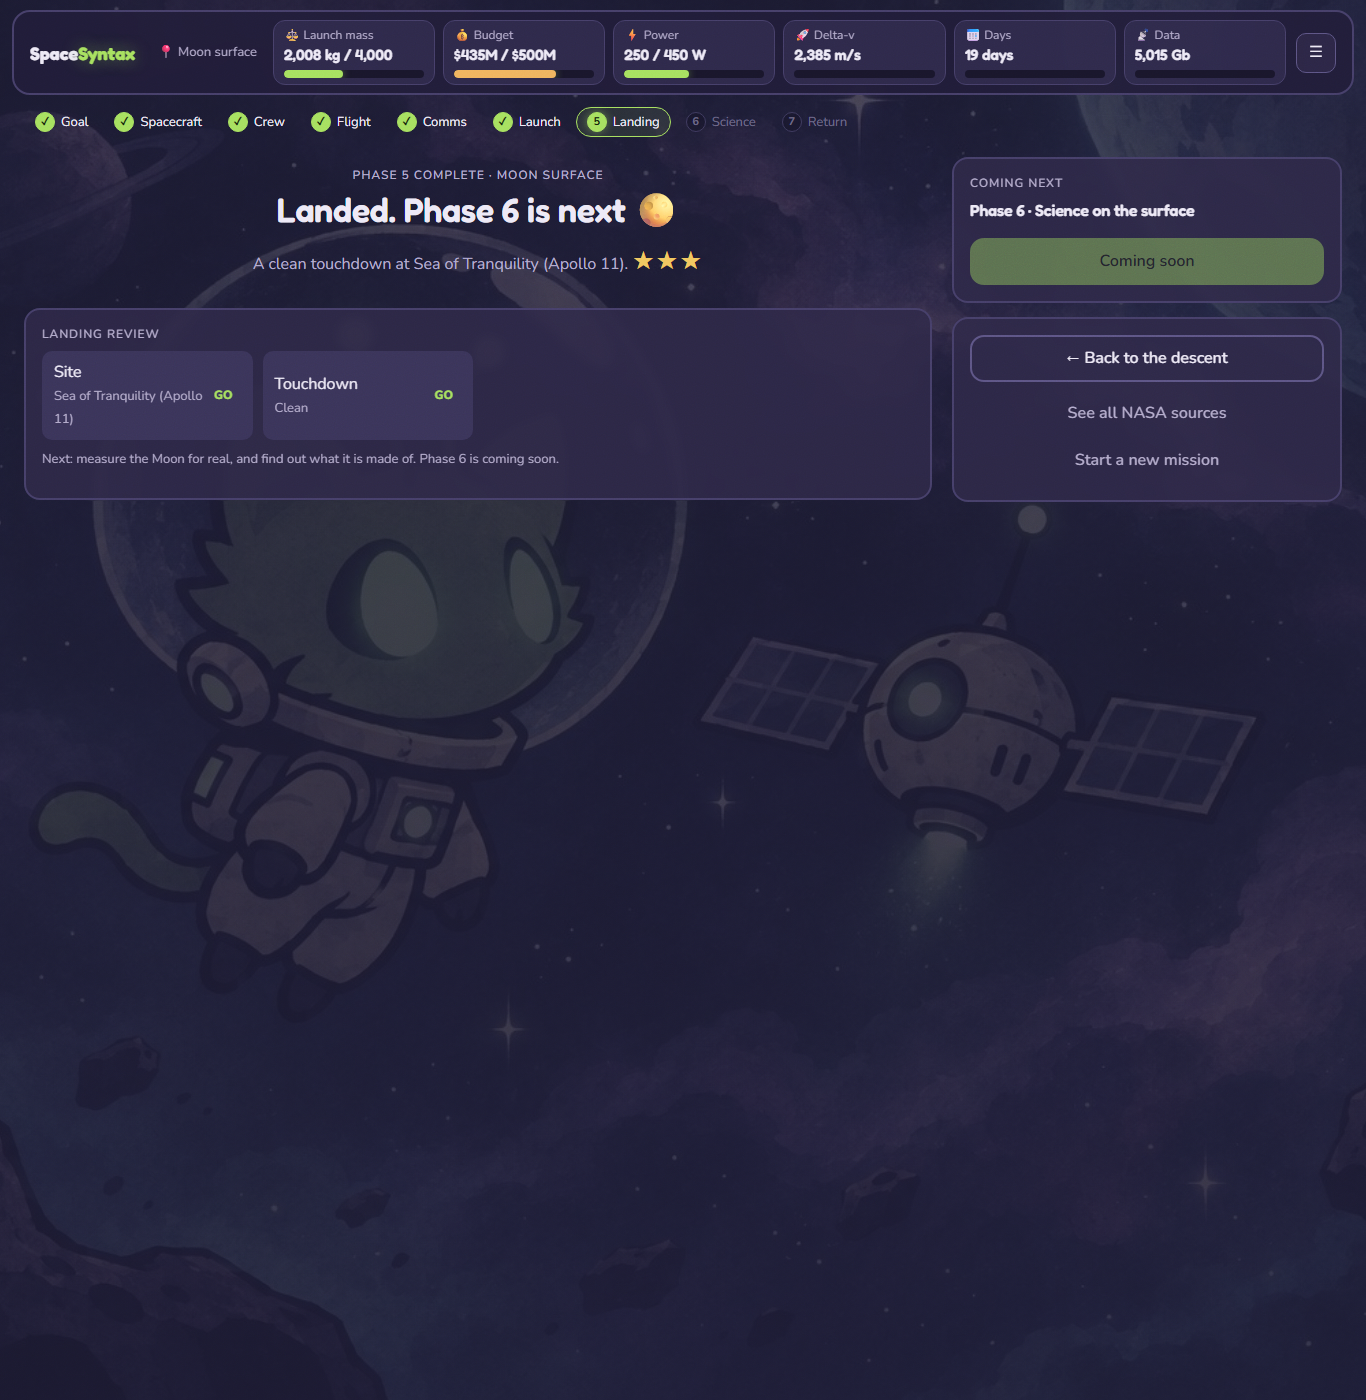 SpaceSyntax
Moon surface
Launch mass
2,008 kg / 4,000
Budget
$435M / $500M
Power
250 / 450 W
Delta-v
2,385 m/s
Days
19 days
Data
5,015 Gb
Goal
Spacecraft
Crew
Flight
Comms
Launch
5 Landing
6 Science
7 Return
PHASE 5 COMPLETE · MOON SURFACE
Landed. Phase 6 is next
A clean touchdown at Sea of Tranquility (Apollo 11).
LANDING REVIEW
Site
Sea of Tranquility (Apollo
11)
GO
Touchdown
Clean
GO
Next: measure the Moon for real, and find out what it is made of. Phase 6 is coming soon.
COMING NEXT
Phase 6 · Science on the surface
Coming soon
← Back to the descent
See all NASA sources
Start a new mission